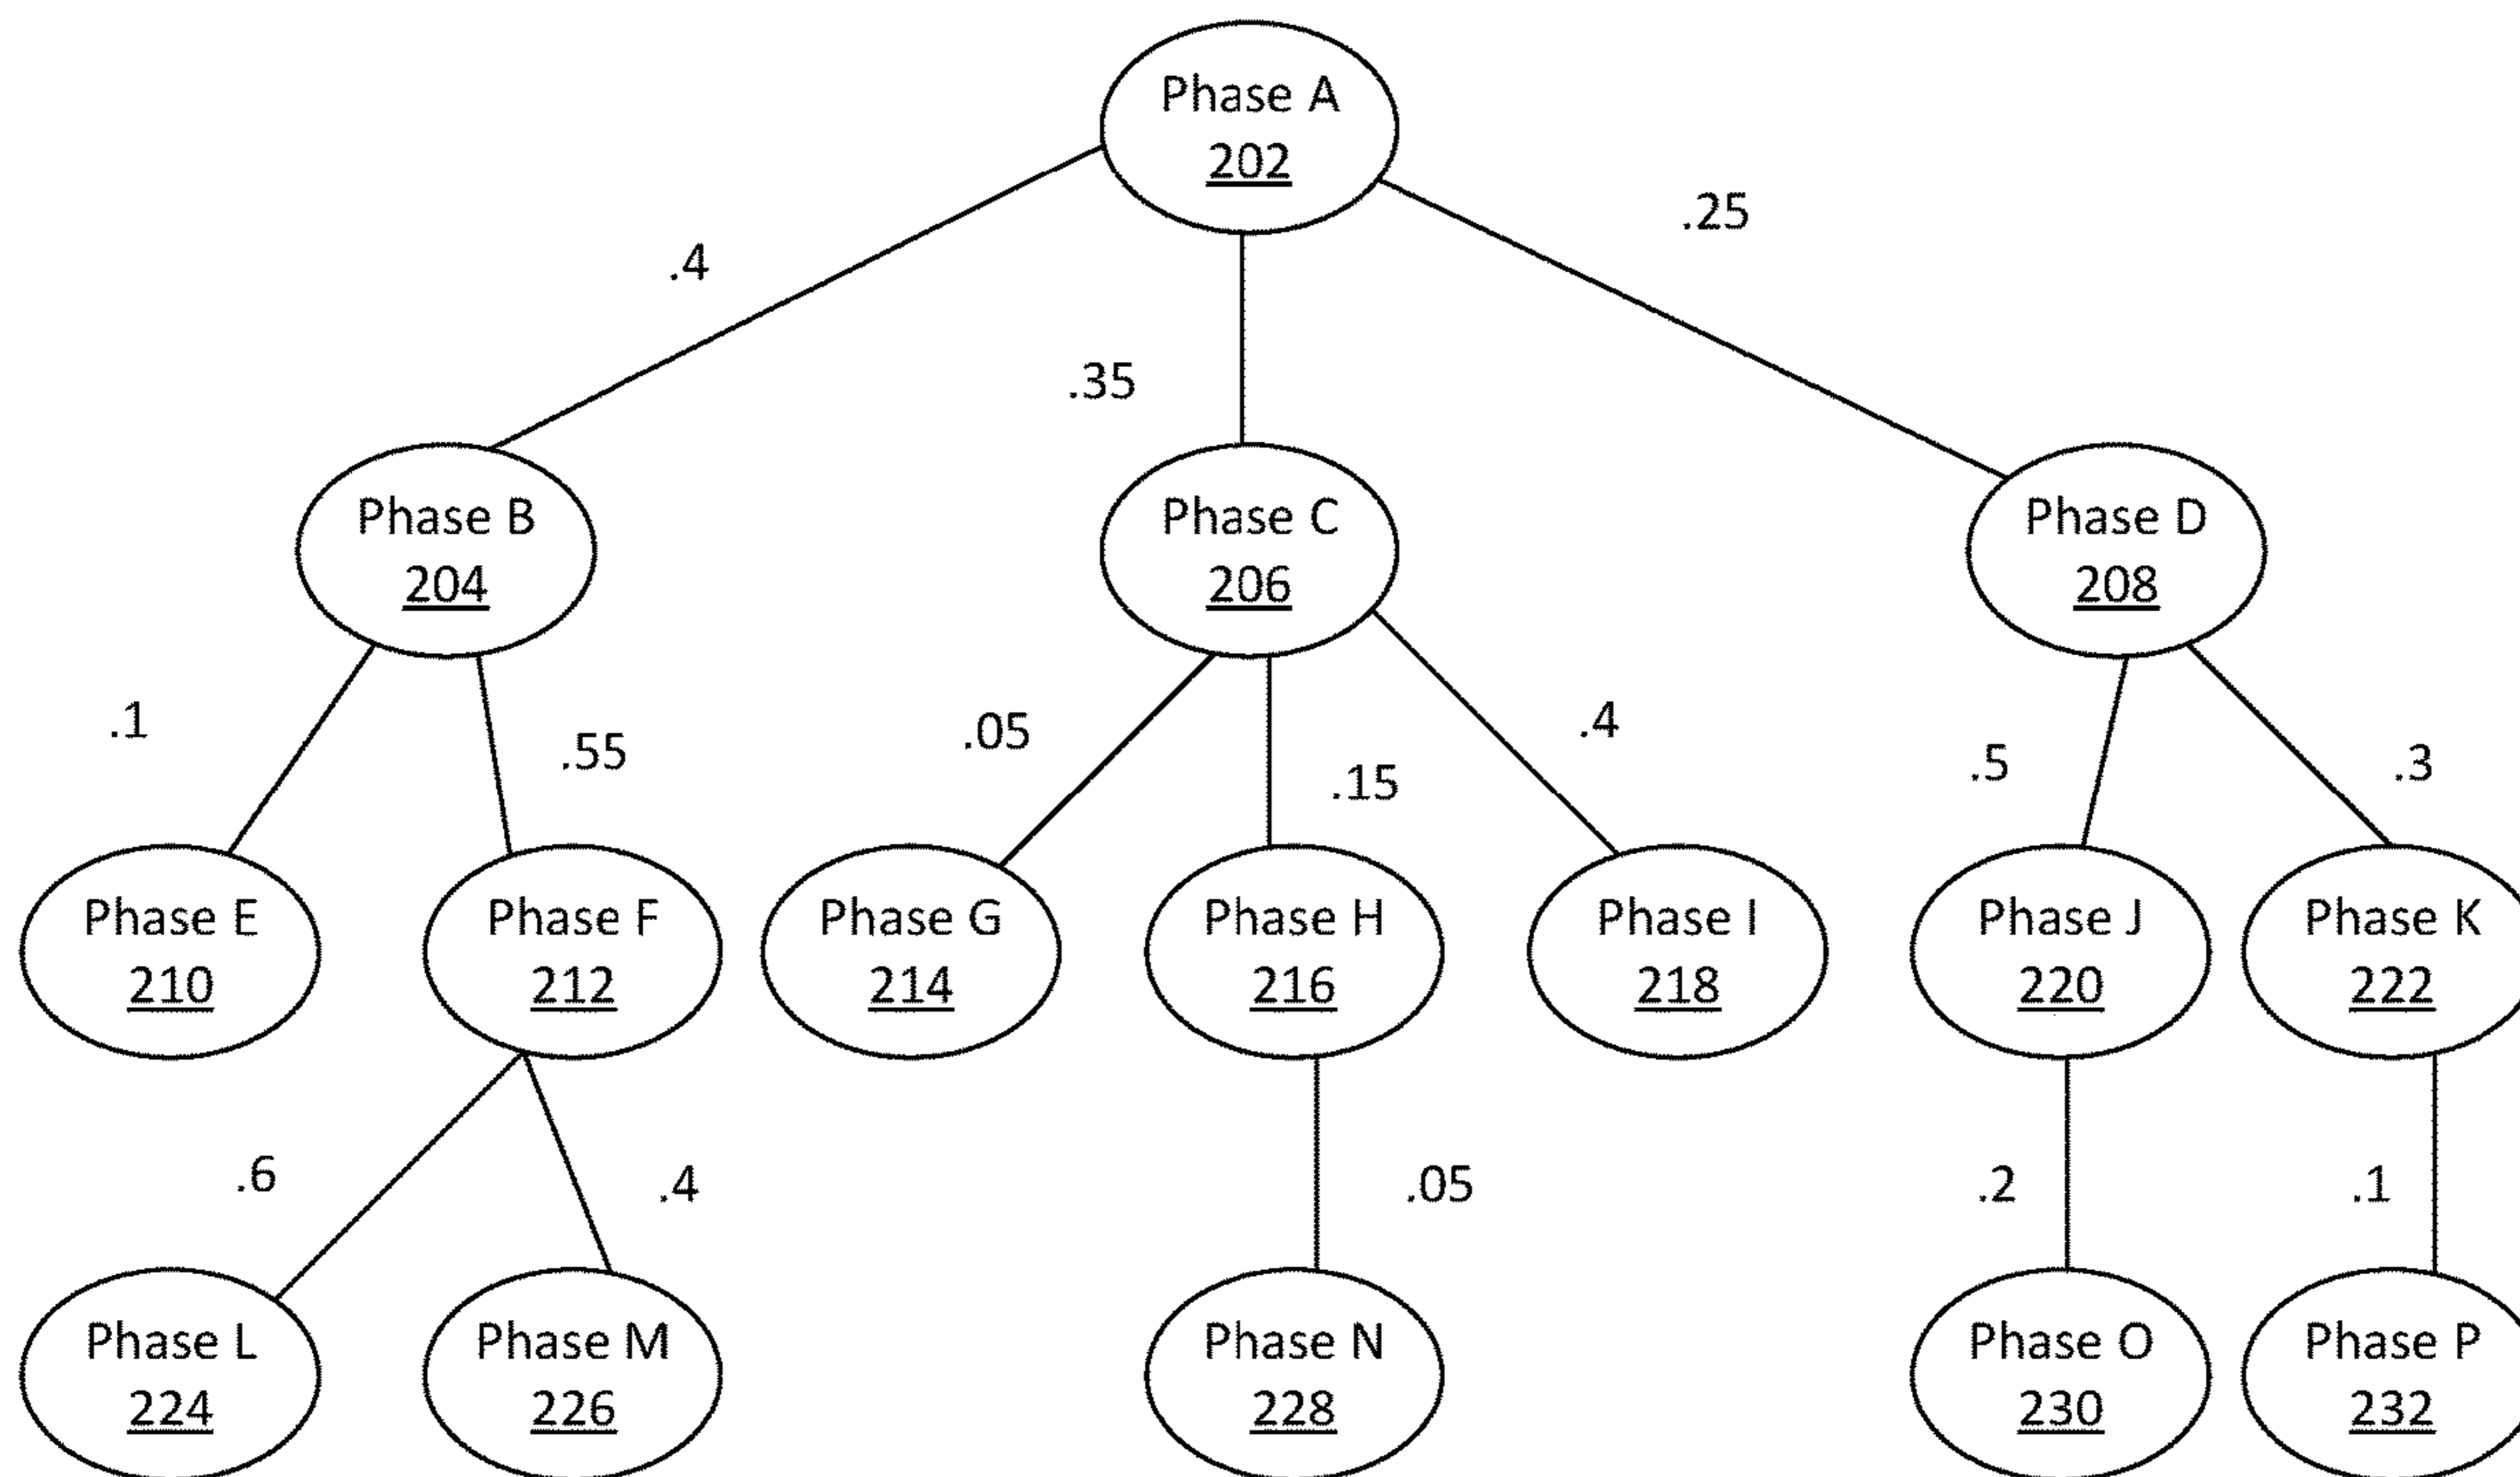 Phase A
202
.4
.35
.25
Phase B
204
Phase C
206
Phase D
208
.1
.55
.05
.15
.4
.5
.3
Phase E
210
Phase F
212
Phase G
214
Phase H
216
Phase I
218
Phase J
220
Phase K
222
.6
.4
.05
.2
.1
Phase L
224
Phase M
226
Phase N
228
Phase O
230
Phase P
232